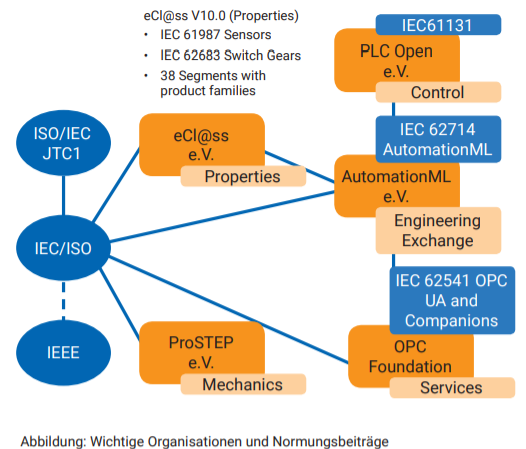 eCl@ss V10.0 (Properties)
• IEC 61987 Sensors
• IEC 62683 Switch Gears
• 38 Segments with
product families
IEC61131
PLC Open
e.V.
Control
ISO/IEC
JTC1
eCl@ss
e.V.
Properties
IEC 62714
AutomationML
AutomationML
e.V.
Engineering
Exchange
IEC/ISO
IEC 62541 OPC
UA and
Companions
IEEE
ProSTEP
e.V.
Mechanics
OPC
Foundation
Services
Abbildung: Wichtige Organisationen und Normungsbeiträge